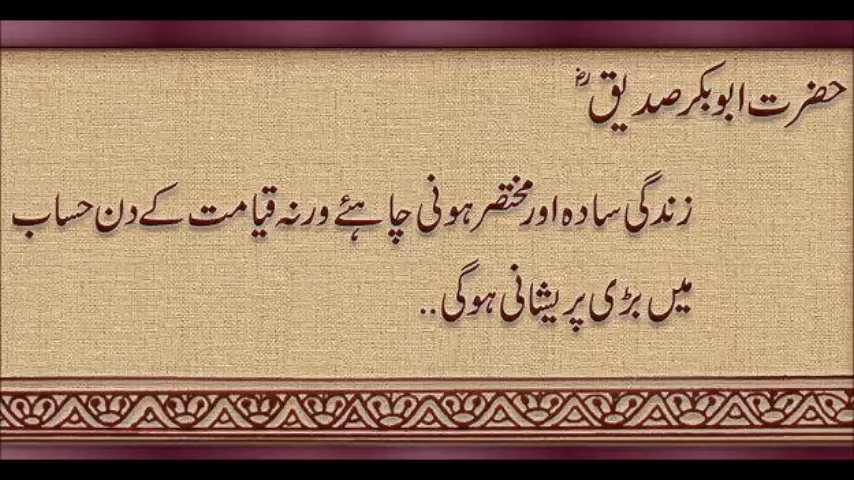 حضرت ابوبکر صدیق ؓ
زندگی سادہ اور مختصر ہونی چاہئے ورنہ قیامت کے دن حساب
میں بڑی پریشانی ہوگی..